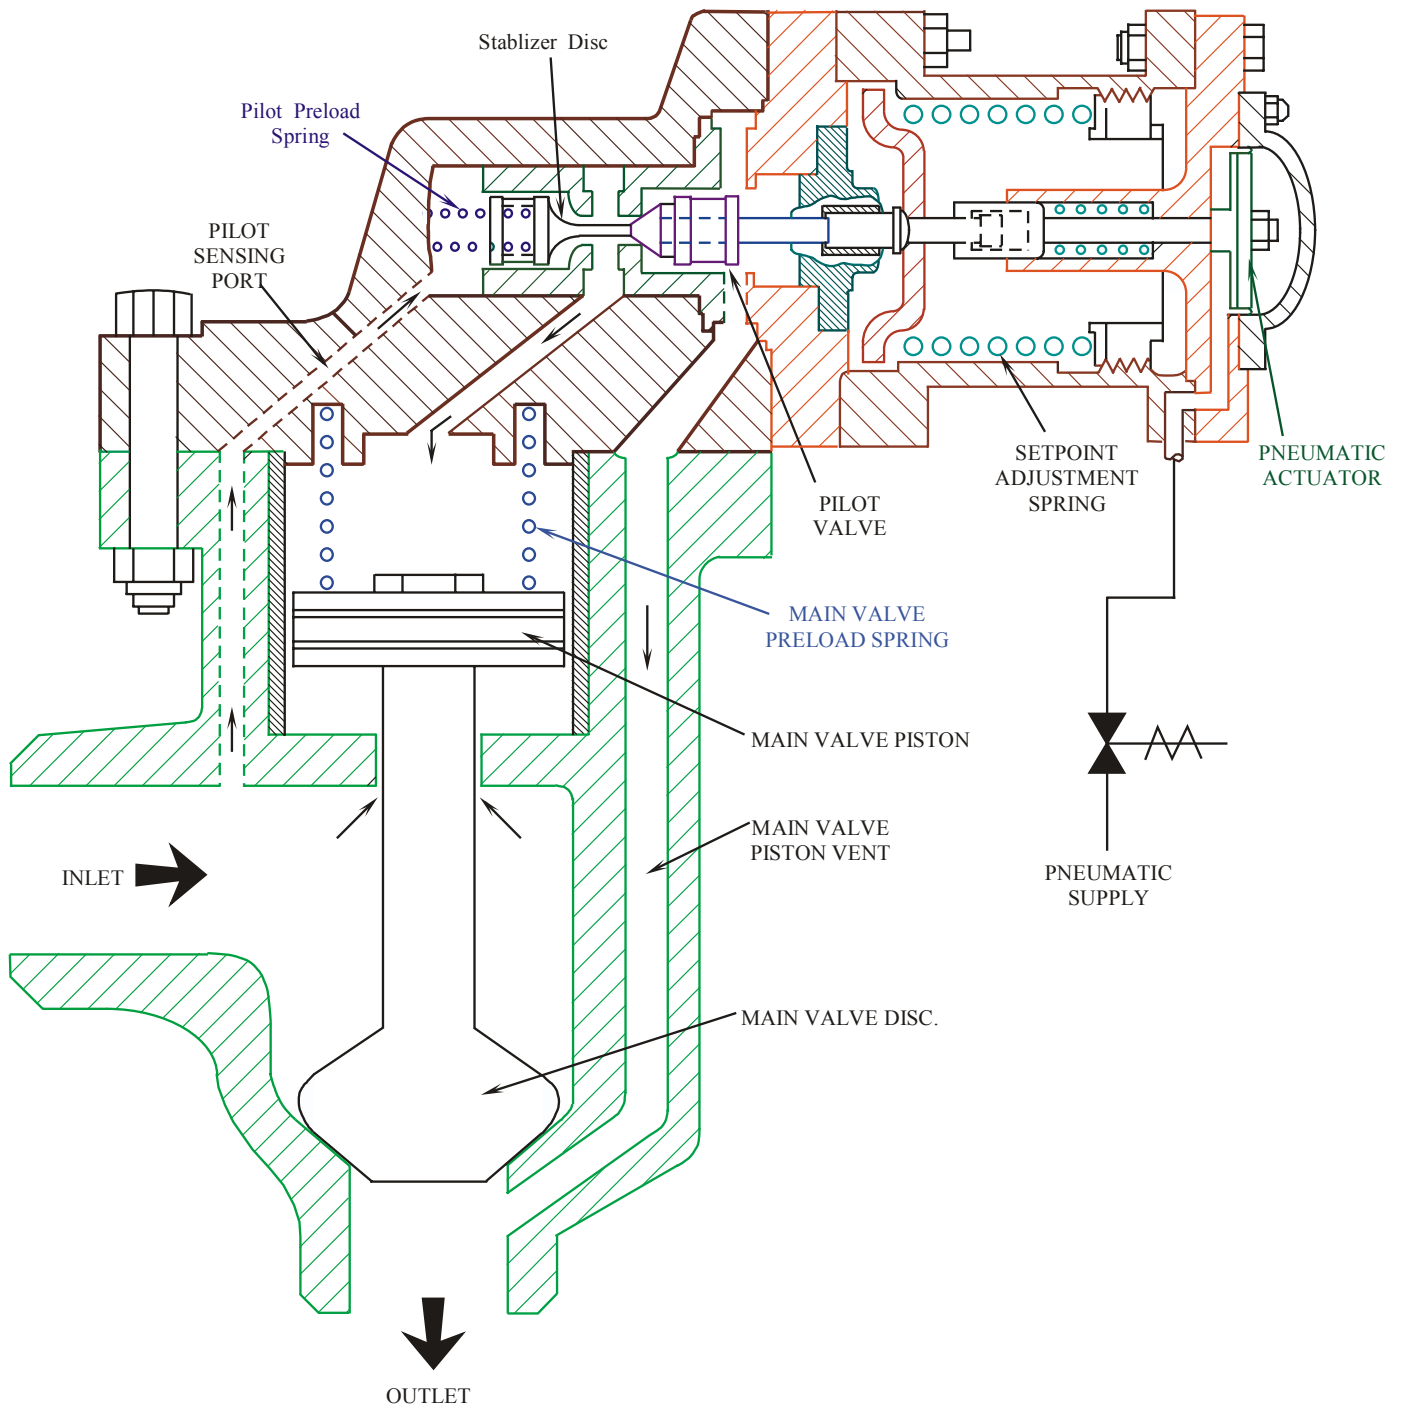 Stablizer Disc
Pilot Preload
Spring
PILOT
SENSING
PORT
SETPOINT
ADJUSTMENT
SPRING
PNEUMATIC
ACTUATOR
PILOT
VALVE
MAIN VALVE
PRELOAD SPRING
MAIN VALVE PISTON
MAIN VALVE
PISTON VENT
INLET
PNEUMATIC
SUPPLY
MAIN VALVE DISC.
OUTLET